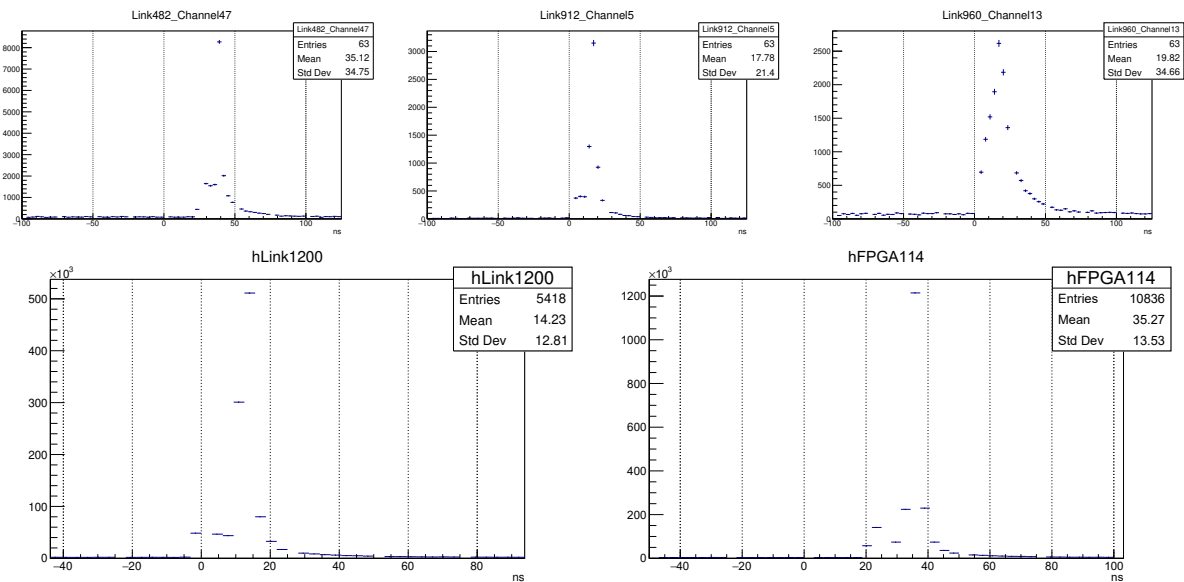 Link482_Channel47
Link482_Channel47
Entries 63
Mean 35.12
Std Dev 34.75
8000
7000
6000
5000
4000
3000
2000
1000
0
−100 −50 0 50 100
ns
Link912_Channel5
Link912_Channel5
Entries 63
Mean 17.78
Std Dev 21.4
3000
2500
2000
1500
1000
500
0
−100 −50 0 50 100
ns
Link960_Channel13
Link960_Channel13
Entries 63
Mean 19.82
Std Dev 34.66
2500
2000
1500
1000
500
0
−100 −50 0 50 100
ns
hLink1200
×10³
hLink1200
Entries 5418
Mean 14.23
Std Dev 12.81
500
400
300
200
100
0
−40 −20 0 20 40 60 80
ns
hFPGA114
×10³
hFPGA114
Entries 10836
Mean 35.27
Std Dev 13.53
1200
1000
800
600
400
200
0
−40 −20 0 20 40 60 80 100
ns